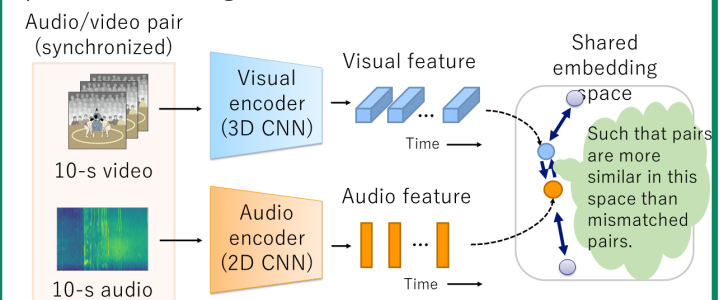 Audio/video pair
(synchronized)
10-s video
10-s audio
Visual
encoder
(3D CNN)
Audio
encoder
(2D CNN)
Visual feature
...
Time
Audio feature
...
Time
Shared
embedding
space
Such that pairs
are more
similar in this
space than
mismatched
pairs.